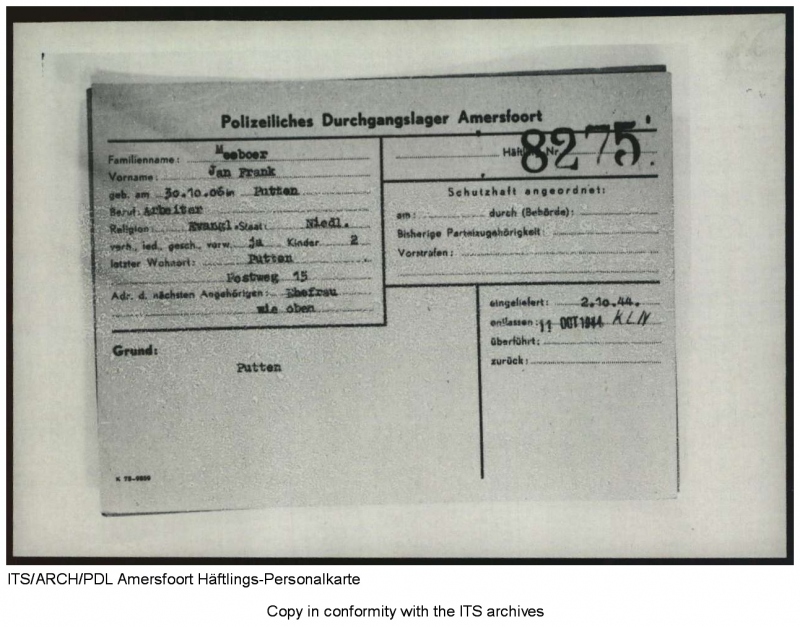 Polizeiliches Durchgangslager Amersfoort
Familienname: Meeboer
Vorname: Jan Frank
geb. am 30.10.06 in Putten
Beruf: Arbeiter
Religion: Evangl. Staat: Niedl.
verh., led., gesch., verw. ja Kinder 2
letzter Wohnort: Putten
Postweg 15
Adr. d. nächsten Angehörigen: Ehefrau
wie oben
Häftl. Nr. 8275
Schutzhaft angeordnet:
am: durch (Behörde):
Bisherige Parteizugehörigkeit:
Vorstrafen:
eingeliefert: 2.10.44.
entlassen: 11 OCT 1944 KLN
überführt:
zurück:
Grund:
Putten
ITS/ARCH/PDL Amersfoort Häftlings-Personalkarte
Copy in conformity with the ITS archives